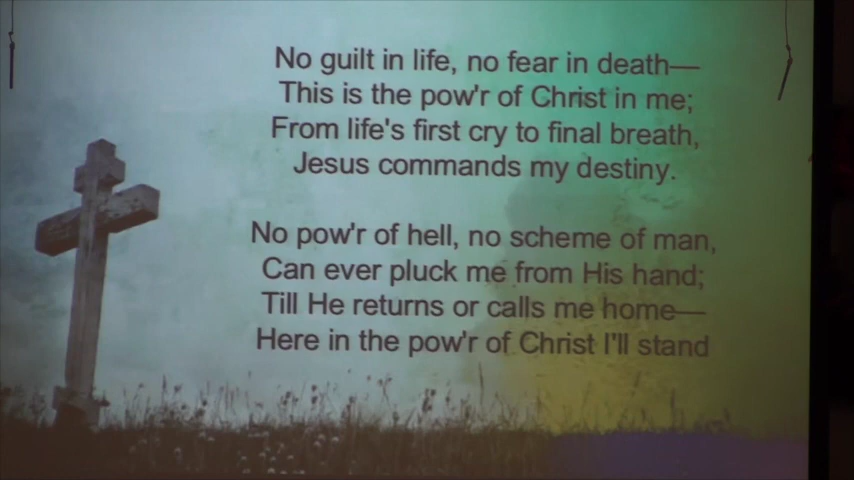 No guilt in life, no fear in death—
This is the pow'r of Christ in me;
From life's first cry to final breath,
Jesus commands my destiny.
No pow'r of hell, no scheme of man,
Can ever pluck me from His hand;
Till He returns or calls me home—
Here in the pow'r of Christ I'll stand